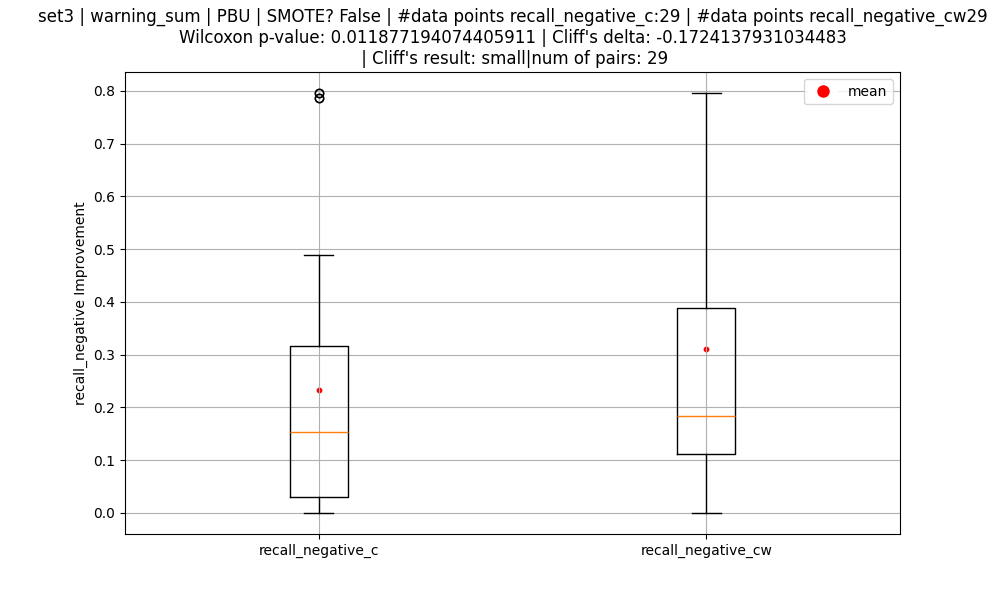 set3 | warning_sum | PBU | SMOTE? False | #data points recall_negative_c:29 | #data points recall_negative_cw29
Wilcoxon p-value: 0.011877194074405911 | Cliff's delta: -0.1724137931034483
| Cliff's result: small|num of pairs: 29
mean
0.8
0.7
0.6
0.5
0.4
0.3
0.2
0.1
0.0
recall_negative Improvement
recall_negative_c
recall_negative_cw